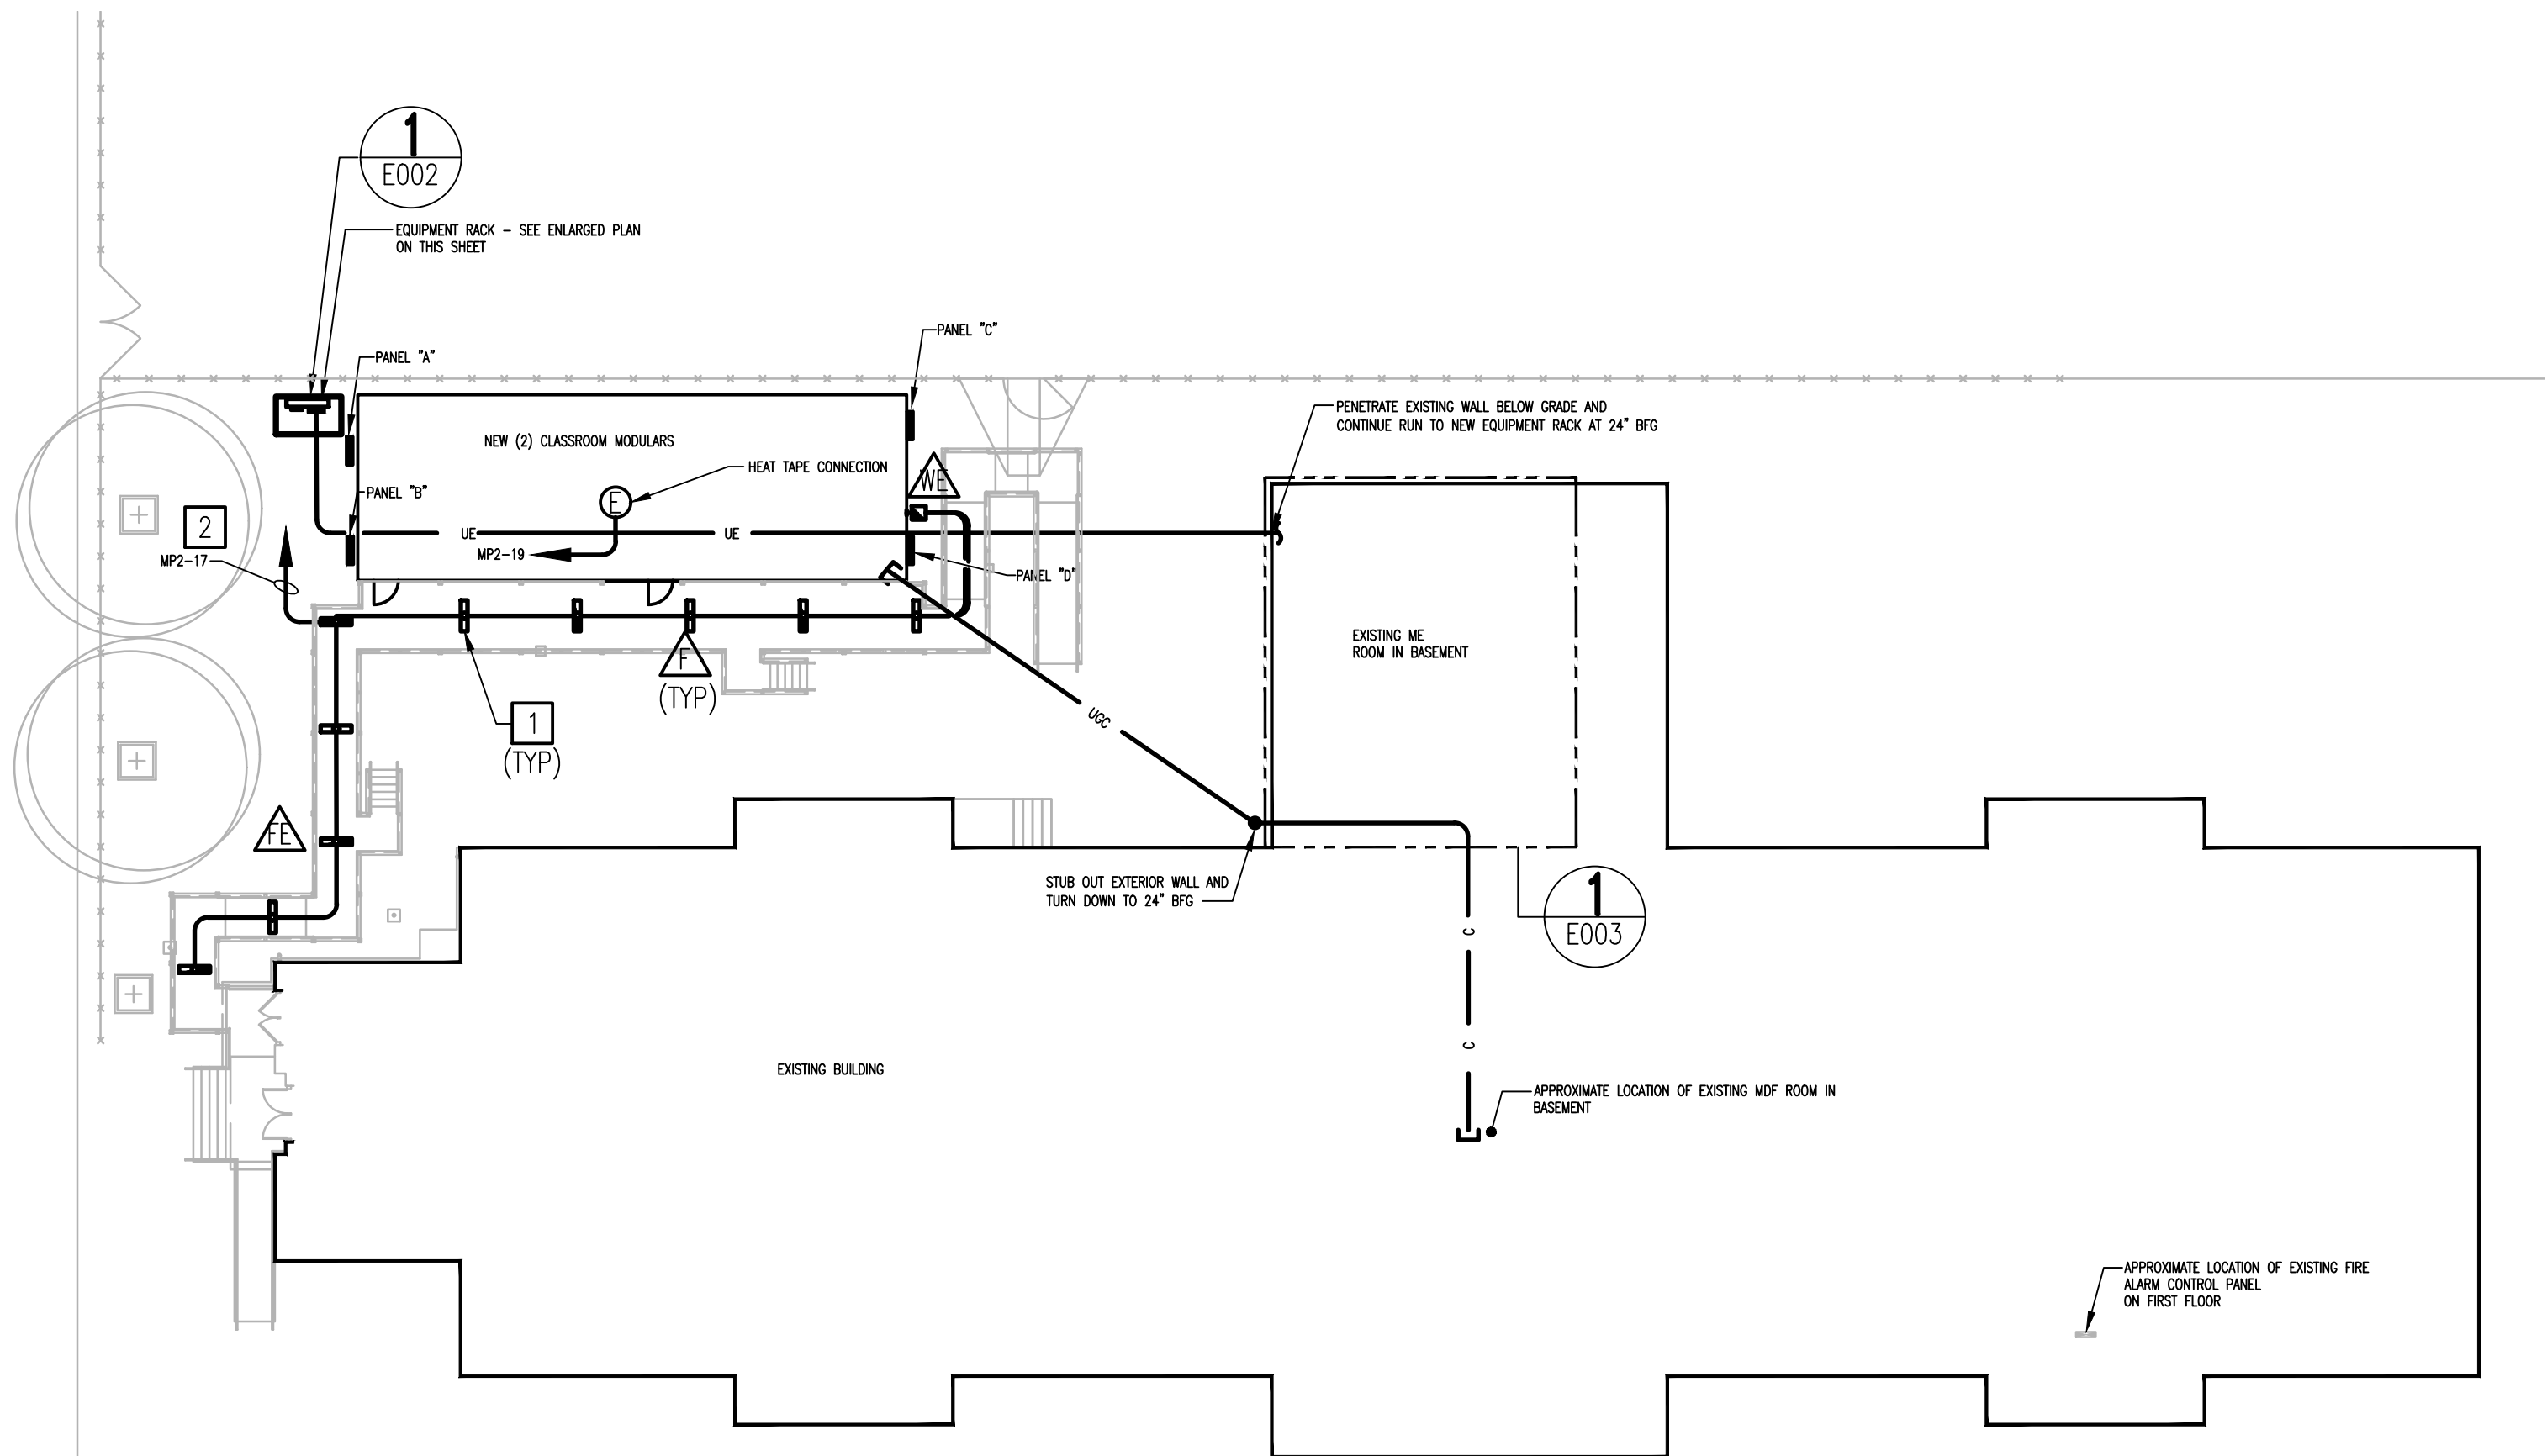 1
E002
EQUIPMENT RACK – SEE ENLARGED PLAN
ON THIS SHEET
PANEL "C"
PANEL "A"
PENETRATE EXISTING WALL BELOW GRADE AND
CONTINUE RUN TO NEW EQUIPMENT RACK AT 24" BFG
NEW (2) CLASSROOM MODULARS
HEAT TAPE CONNECTION
WE
PANEL "B"
E
2
UE
UE
MP2-19
MP2-17
PANEL "D"
EXISTING ME
ROOM IN BASEMENT
F
(TYP)
1
(TYP)
UGC
FE
STUB OUT EXTERIOR WALL AND
TURN DOWN TO 24" BFG
1
E003
C
C
EXISTING BUILDING
APPROXIMATE LOCATION OF EXISTING MDF ROOM IN
BASEMENT
APPROXIMATE LOCATION OF EXISTING FIRE
ALARM CONTROL PANEL
ON FIRST FLOOR